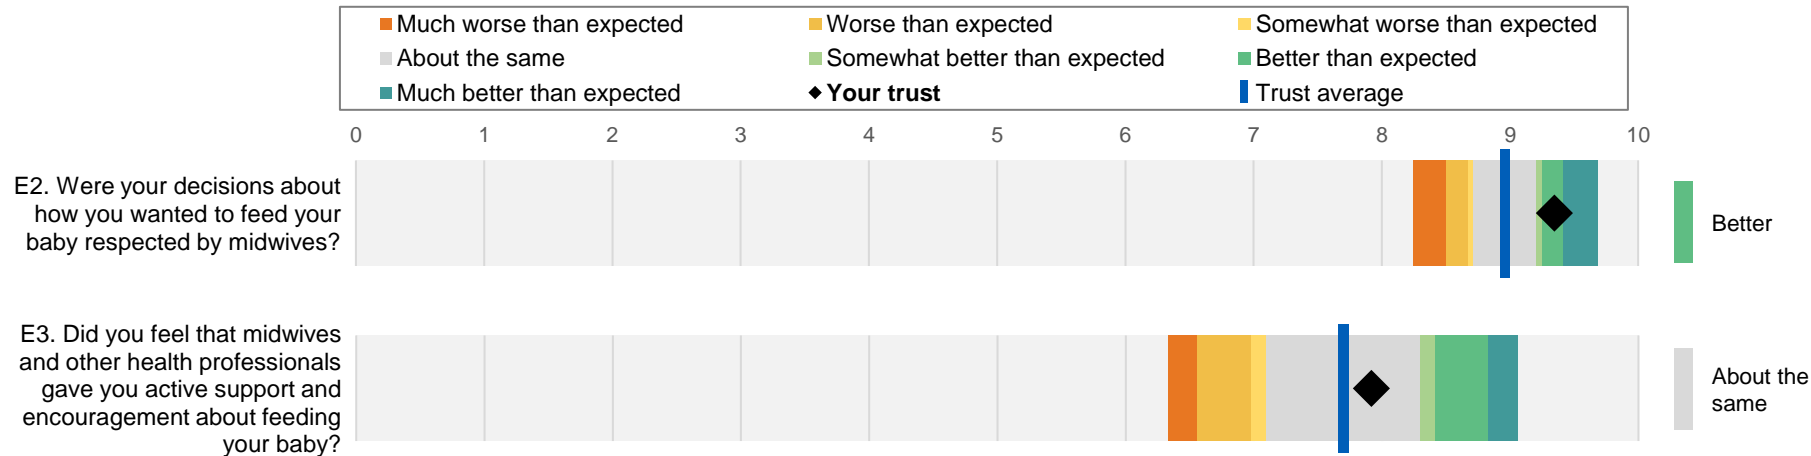 Much worse than expected
Worse than expected
Somewhat worse than expected
About the same
Somewhat better than expected
Better than expected
Much better than expected
Your trust
Trust average
0 1 2 3 4 5 6 7 8 9 10
E2. Were your decisions about
how you wanted to feed your
baby respected by midwives?
Better
E3. Did you feel that midwives
and other health professionals
gave you active support and
encouragement about feeding
your baby?
About the
same